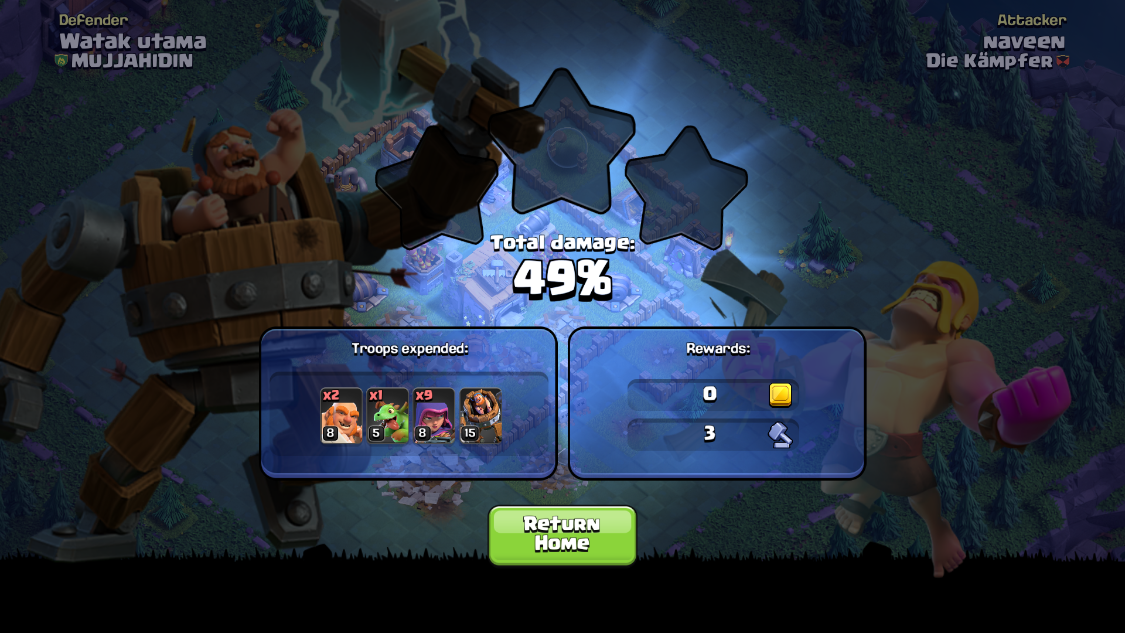 Defender
Watak utama
MUJJAHIDIN
Attacker
naveen
Die Kämpfer
Total damage:
49%
Troops expended:
x2
x1
x9
8
5
8
15
Rewards:
0
3
Return
Home